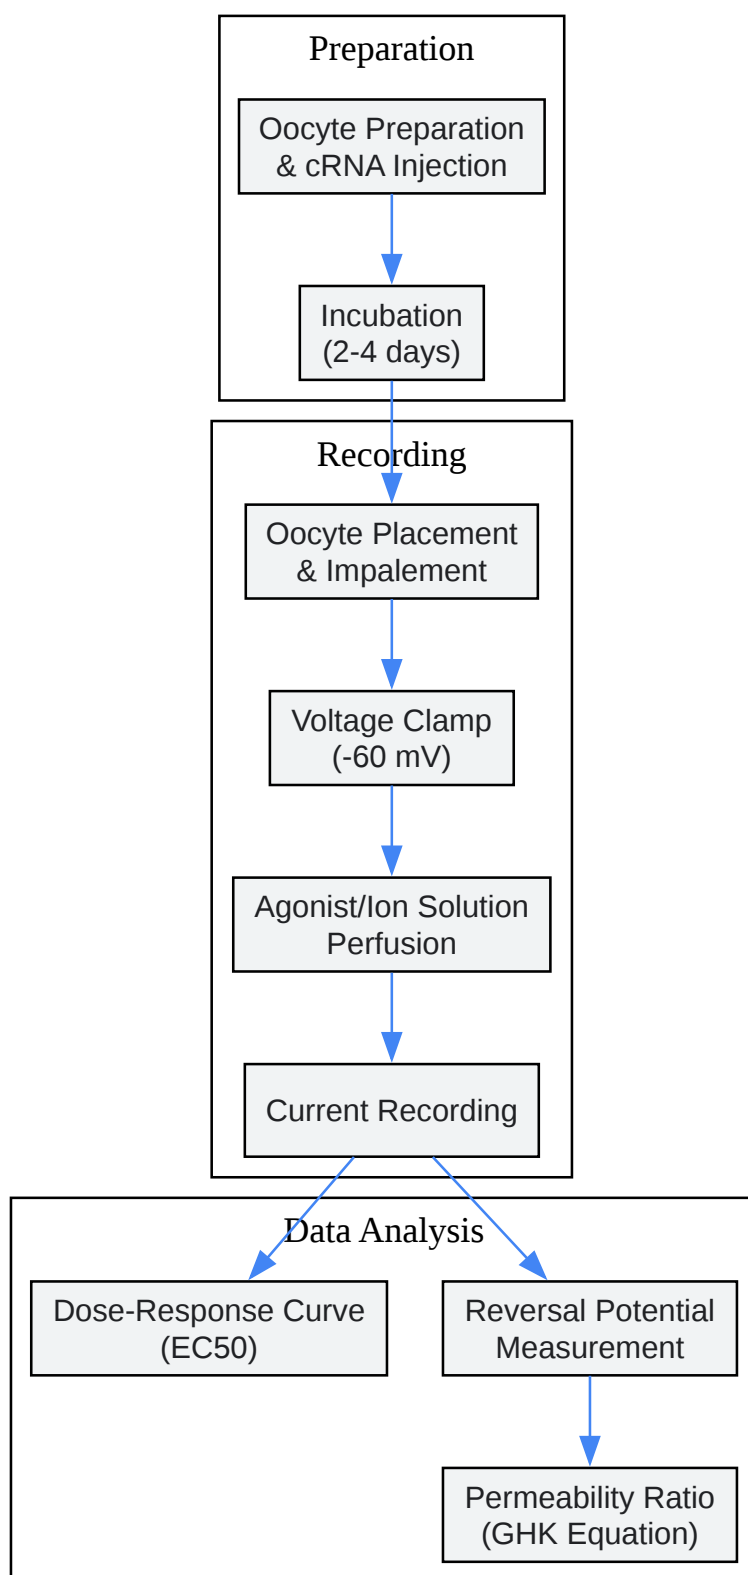 Preparation
Oocyte Preparation
& cRNA Injection
Incubation
(2-4 days)
Recording
Oocyte Placement
& Impalement
Voltage Clamp
(-60 mV)
Agonist/Ion Solution
Perfusion
Current Recording
Data Analysis
Dose-Response Curve
(EC50)
Reversal Potential
Measurement
Permeability Ratio
(GHK Equation)